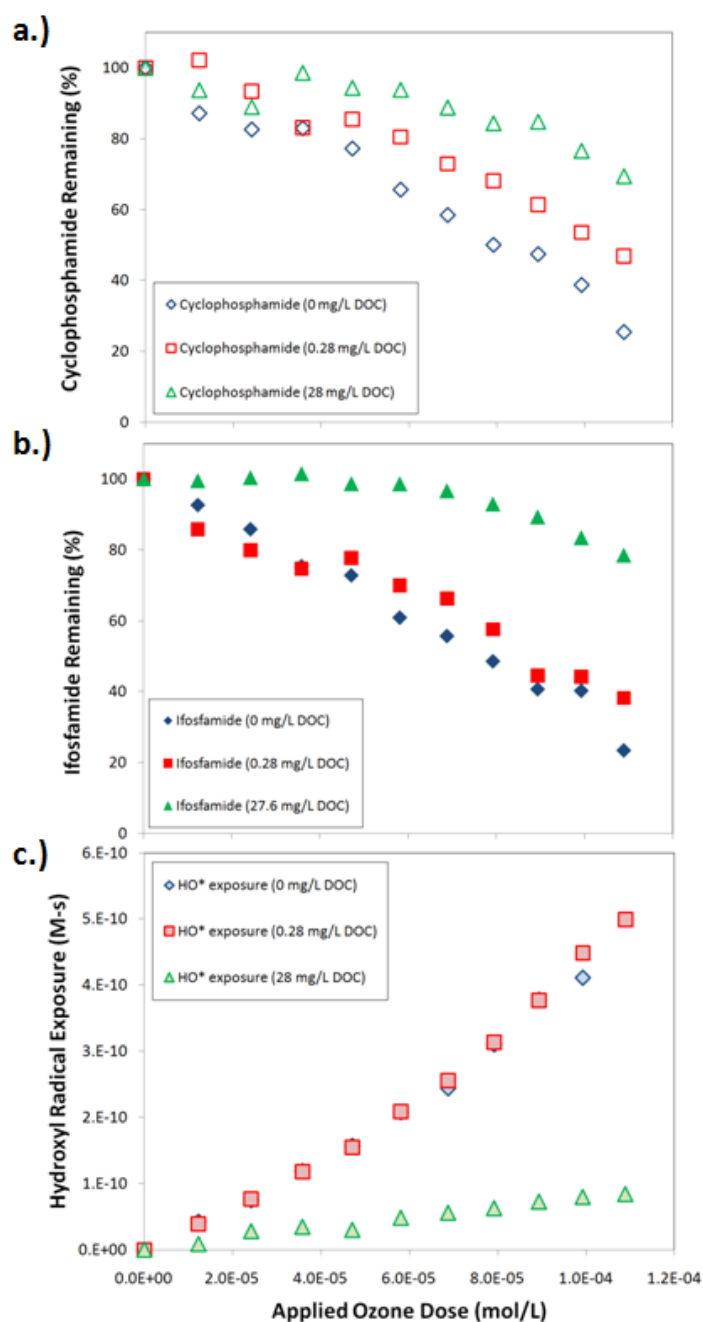 a.)
Cyclophosphamide Remaining (%)
100
80
60
40
20
0
Cyclophosphamide (0 mg/L DOC)
Cyclophosphamide (0.28 mg/L DOC)
Cyclophosphamide (28 mg/L DOC)
b.)
Ifosfamide Remaining (%)
100
80
60
40
20
0
Ifosfamide (0 mg/L DOC)
Ifosfamide (0.28 mg/L DOC)
Ifosfamide (27.6 mg/L DOC)
c.)
Hydroxyl Radical Exposure (M-s)
6.E-10
5.E-10
4.E-10
3.E-10
2.E-10
1.E-10
0.E+00
HO* exposure (0 mg/L DOC)
HO* exposure (0.28 mg/L DOC)
HO* exposure (28 mg/L DOC)
0.0E+00 2.0E-05 4.0E-05 6.0E-05 8.0E-05 1.0E-04 1.2E-04
Applied Ozone Dose (mol/L)